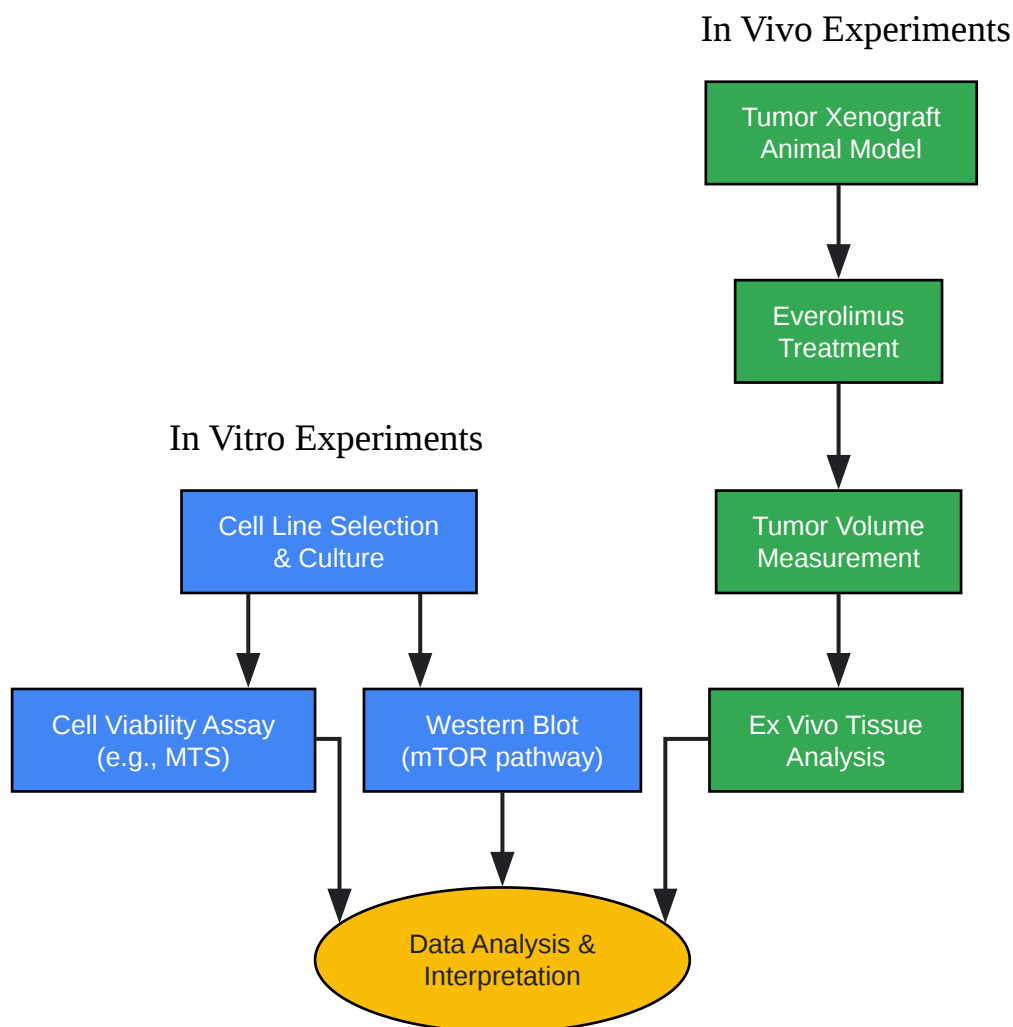 In Vivo Experiments
Tumor Xenograft
Animal Model
Everolimus
Treatment
In Vitro Experiments
Cell Line Selection
& Culture
Tumor Volume
Measurement
Cell Viability Assay
(e.g., MTS)
Western Blot
(mTOR pathway)
Ex Vivo Tissue
Analysis
Data Analysis &
Interpretation